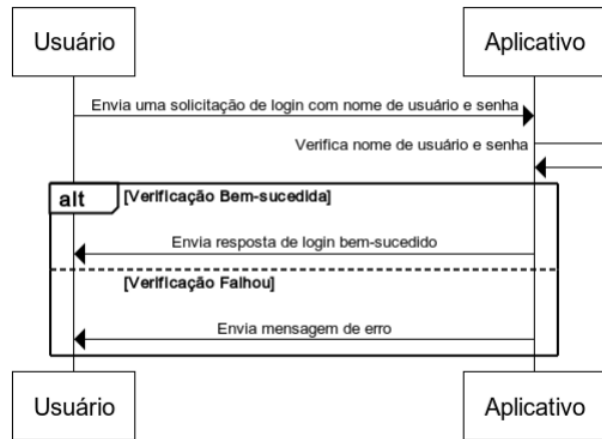 Usuário
Aplicativo
Envia uma solicitação de login com nome de usuário e senha
Verifica nome de usuário e senha
alt
[Verificação Bem-sucedida]
Envia resposta de login bem-sucedido
[Verificação Falhou]
Envia mensagem de erro
Usuário
Aplicativo